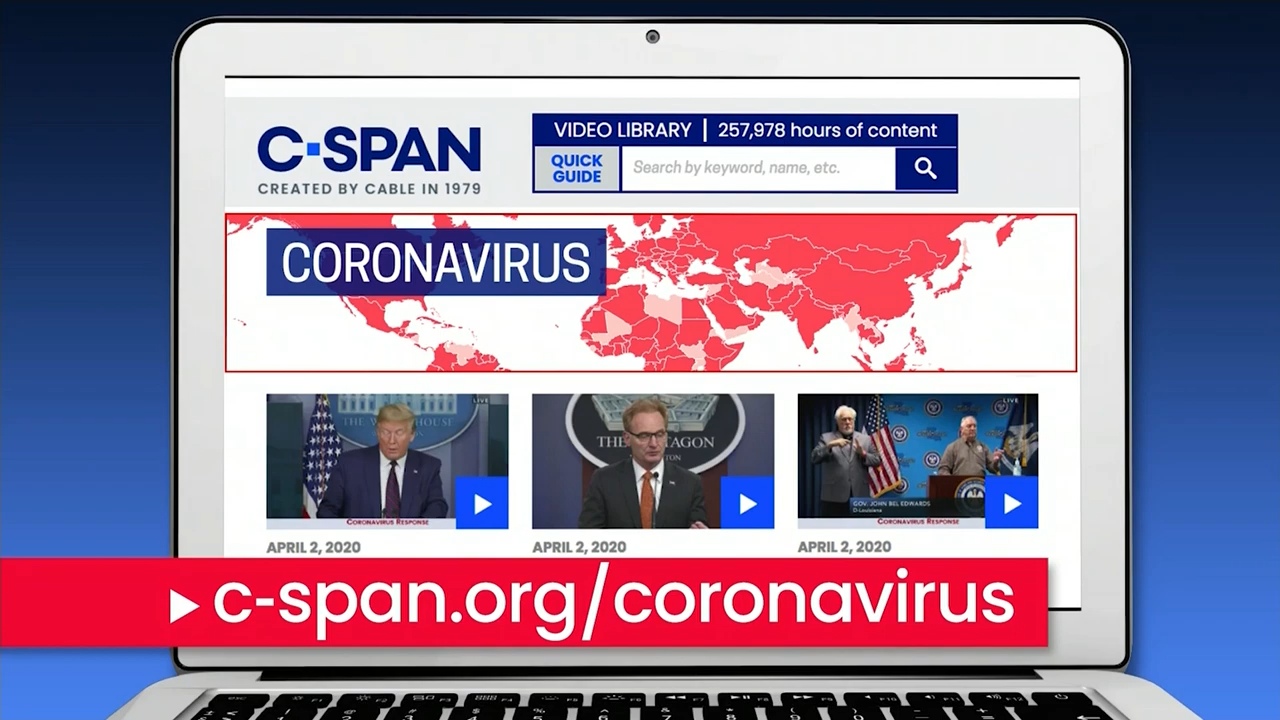 C-SPAN
CREATED BY CABLE IN 1979
VIDEO LIBRARY | 257,978 hours of content
QUICK
GUIDE
Search by keyword, name, etc.
CORONAVIRUS
LIVE
THE WHITE HOUSE
CORONAVIRUS RESPONSE
THE PENTAGON
LIVE
GOV. JOHN BEL EDWARDS
D-Louisiana
CORONAVIRUS RESPONSE
APRIL 2, 2020
APRIL 2, 2020
APRIL 2, 2020
c-span.org/coronavirus